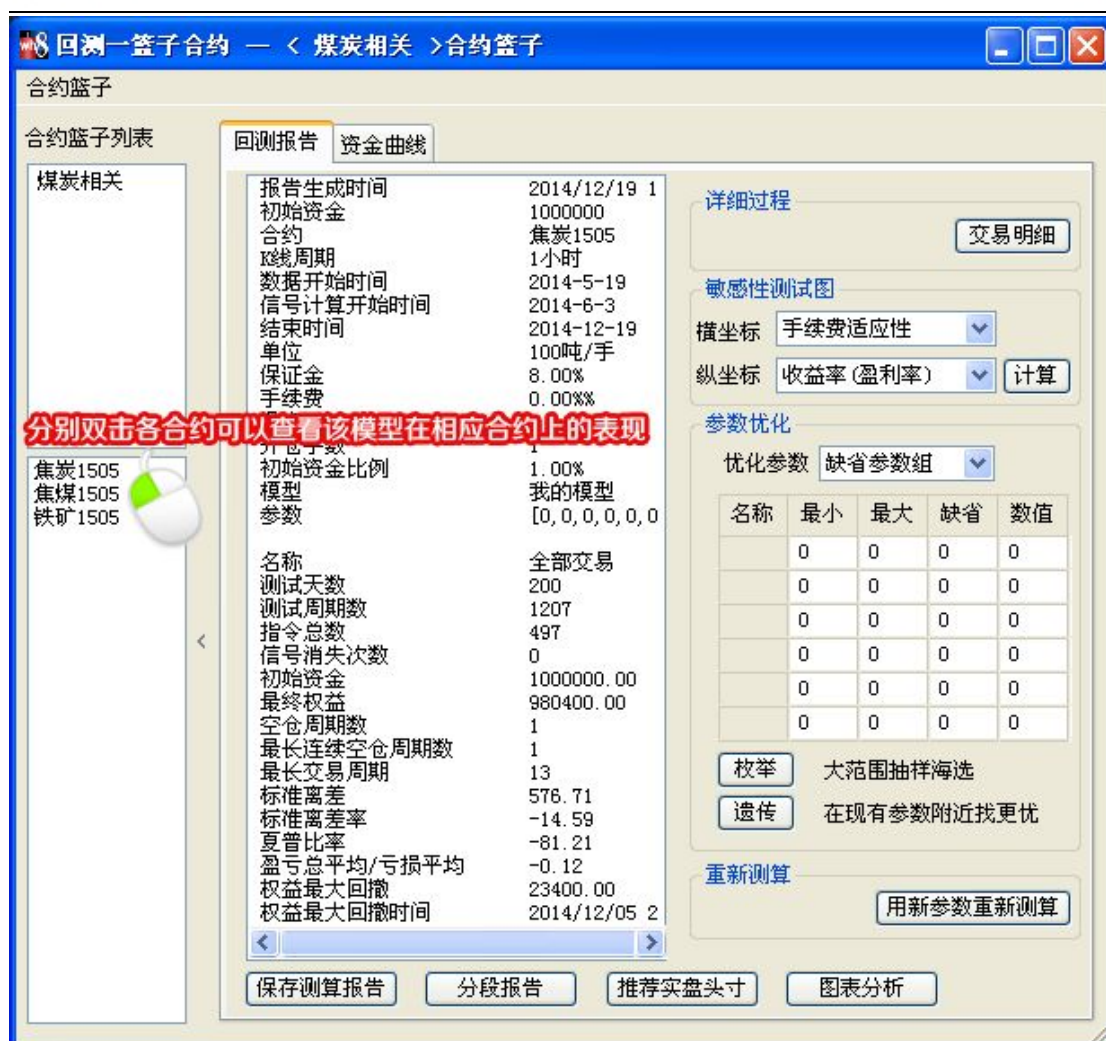 回测一篮子合约 — < 煤炭相关 >合约篮子
合约篮子
合约篮子列表
煤炭相关
焦炭1505
焦煤1505
铁矿1505
分别双击各合约可以查看该模型在相应合约上的表现
回测报告 资金曲线
报告生成时间 2014/12/19 1
初始资金 1000000
合约 焦炭1505
K线周期 1小时
数据开始时间 2014-5-19
信号计算开始时间 2014-6-3
结束时间 2014-12-19
单位 100吨/手
保证金 8.00%
手续费 0.00%%
开仓手数 1
初始资金比例 1.00%
模型 我的模型
参数 [0,0,0,0,0,0
名称 全部交易
测试天数 200
测试周期数 1207
指令总数 497
信号消失次数 0
初始资金 1000000.00
最终权益 980400.00
空仓周期数 1
最长连续空仓周期数 1
最长交易周期 13
标准离差 576.71
标准离差率 -14.59
夏普比率 -81.21
盈亏总平均/亏损平均 -0.12
权益最大回撤 23400.00
权益最大回撤时间 2014/12/05 2
保存测算报告 分段报告 推荐实盘头寸 图表分析
详细过程
交易明细
敏感性测试图
横坐标 手续费适应性
纵坐标 收益率(盈利率) 计算
参数优化
优化参数 缺省参数组
名称 最小 最大 缺省 数值
0 0 0 0
0 0 0 0
0 0 0 0
0 0 0 0
0 0 0 0
0 0 0 0
枚举 大范围抽样海选
遗传 在现有参数附近找更优
重新测算
用新参数重新测算